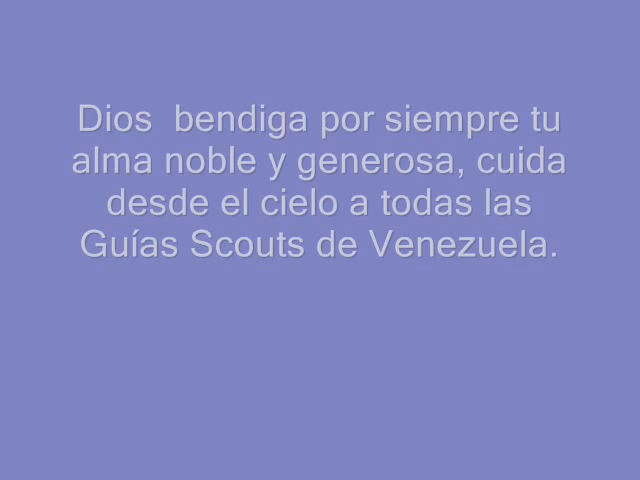 Dios  bendiga por siempre tu
alma noble y generosa, cuida
desde el cielo a todas las
Guías Scouts de Venezuela.